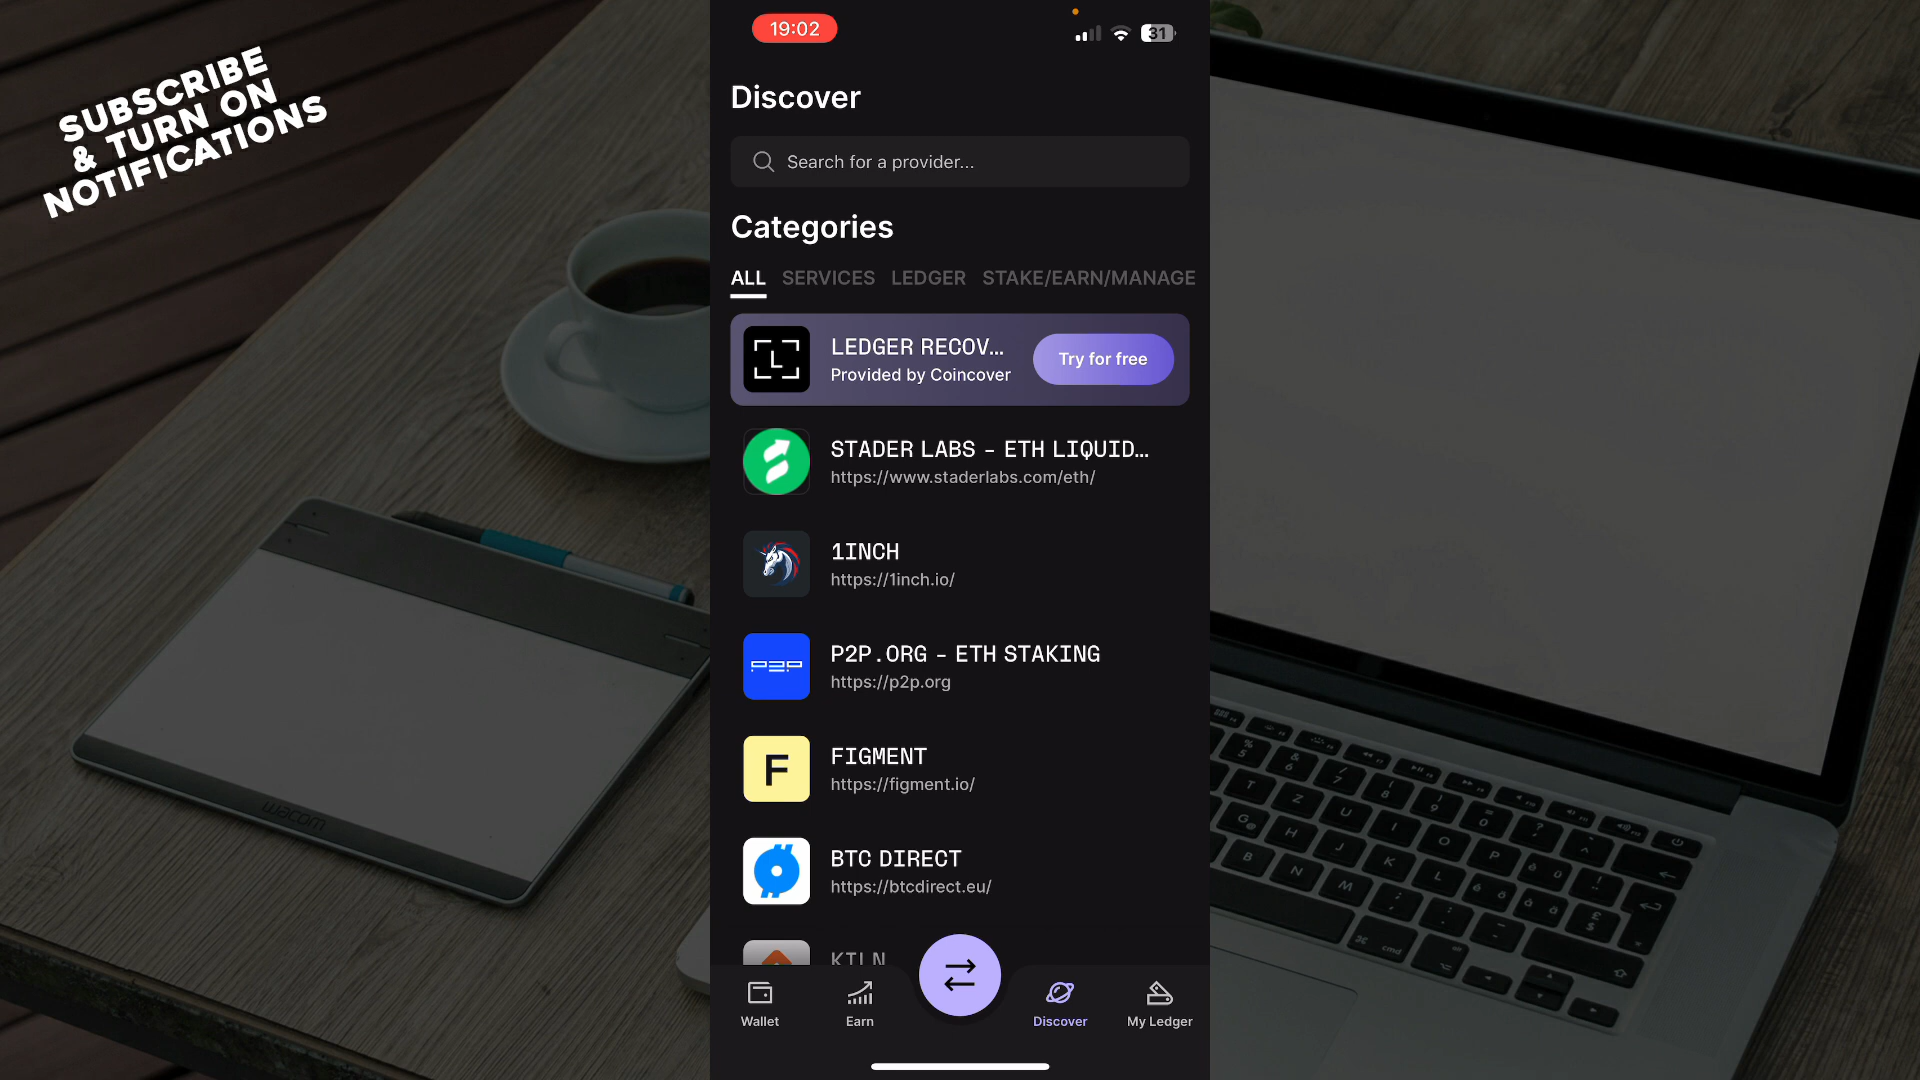 SUBSCRIBE
& TURN ON
NOTIFICATIONS
19:02
31
Discover
Search for a provider...
Categories
ALL SERVICES LEDGER STAKE/EARN/MANAGE
L
LEDGER RECOV...
Provided by Coincover
Try for free
STADER LABS - ETH LIQUID...
https://www.staderlabs.com/eth/
1INCH
https://1inch.io/
P2P
P2P.ORG - ETH STAKING
https://p2p.org
F
FIGMENT
https://figment.io/
BTC DIRECT
https://btcdirect.eu/
KILN
Wallet
Earn
Discover
My Ledger
wacom